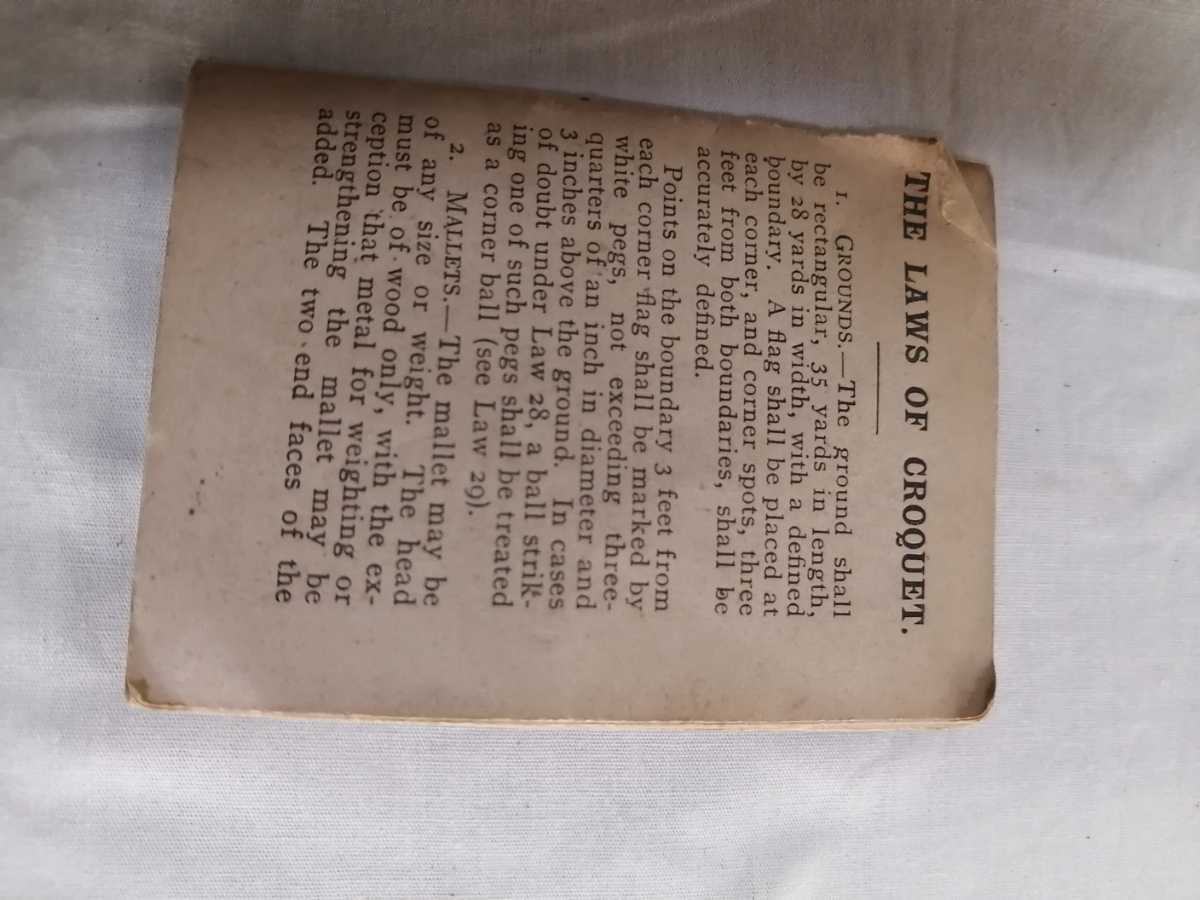 THE LAWS OF CROQUET.
1. GROUNDS.—The ground shall
be rectangular, 35 yards in length,
by 28 yards in width, with a defined
boundary. A flag shall be placed at
each corner, and corner spots, three
feet from both boundaries, shall be
accurately defined.
Points on the boundary 3 feet from
each corner flag shall be marked by
white pegs, not exceeding three-
quarters of an inch in diameter and
3 inches above the ground. In cases
of doubt under Law 28, a ball strik-
ing one of such pegs shall be treated
as a corner ball (see Law 29).
2. MALLETS.—The mallet may be
of any size or weight. The head
must be of wood only, with the ex-
ception that metal for weighting or
strengthening the mallet may be
added. The two end faces of the